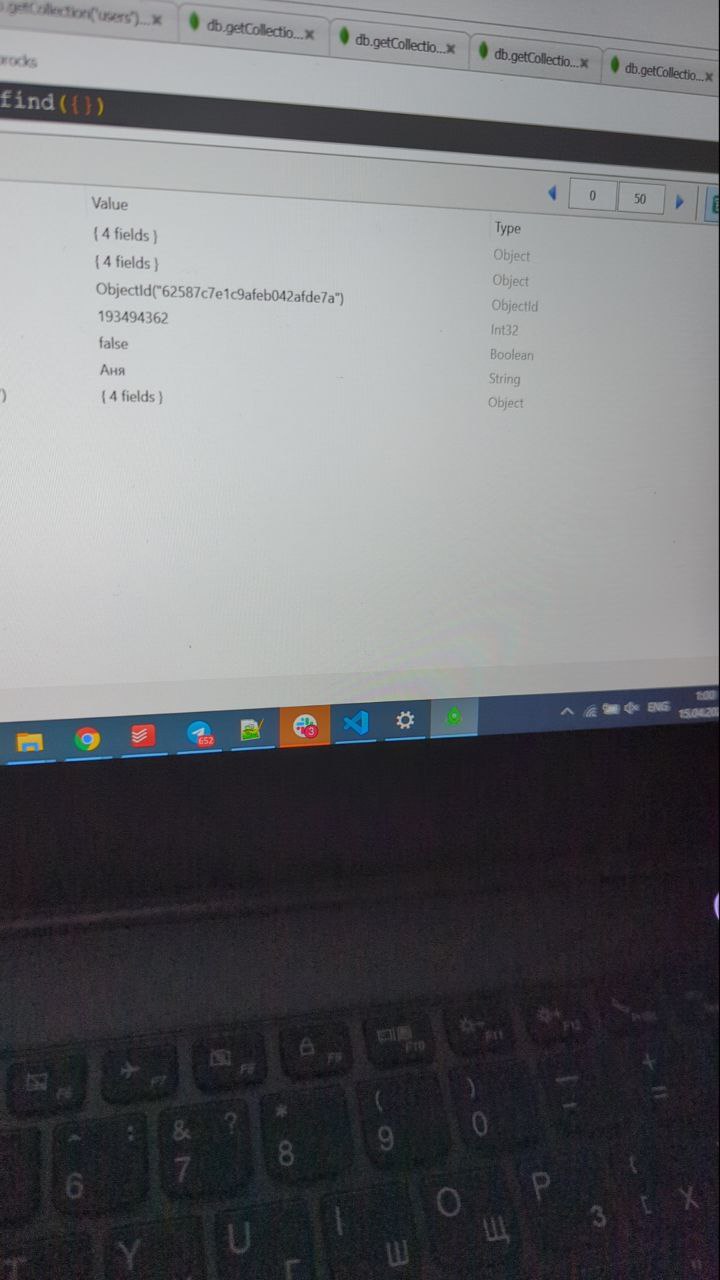 db.getCollection('users')...
db.getCollectio...
db.getCollectio...
db.getCollectio...
db.getCollectio...
find({})
Value
Type
0
50
{ 4 fields }
Object
{ 4 fields }
Object
ObjectId("62587c7e1c9afeb042afde7a")
ObjectId
193494362
Int32
false
Boolean
Аня
String
{ 4 fields }
Object
652
3
ENG
1:00
15.04.20
F6
F7
F8
F9
F10
F11
F12
6 ^ :
7 & ?
8 *
9 (
0 )
_ -
+ =
T
Y
U Г
I Ш
O Щ
P З
{ [ Х